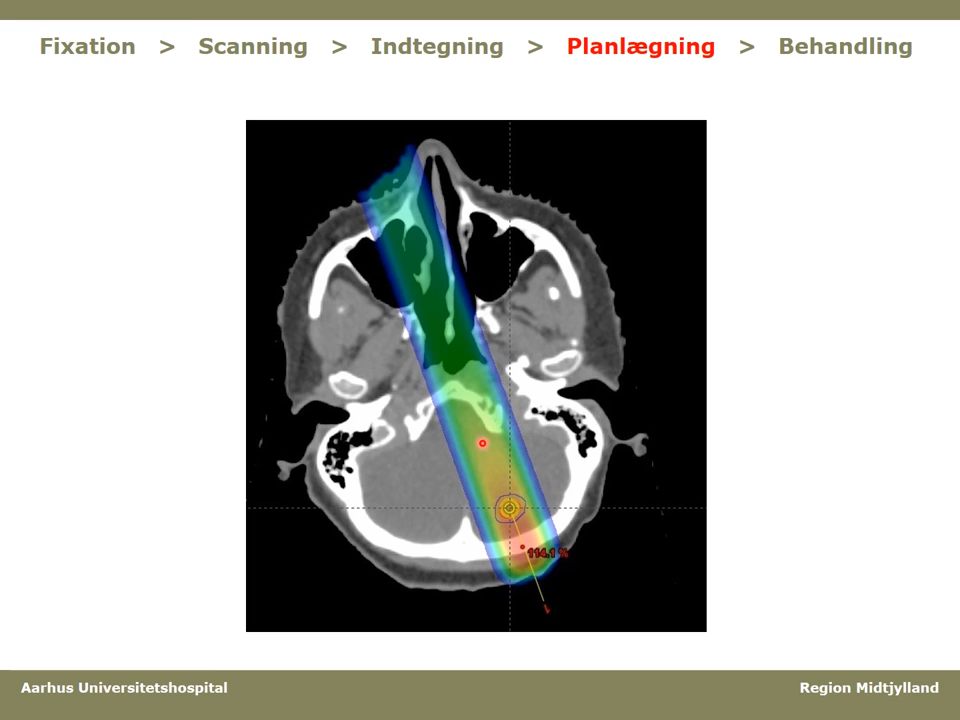 Fixation > Scanning > Indtegning > Planlægning > Behandling
114.1 %
Aarhus Universitetshospital
Region Midtjylland